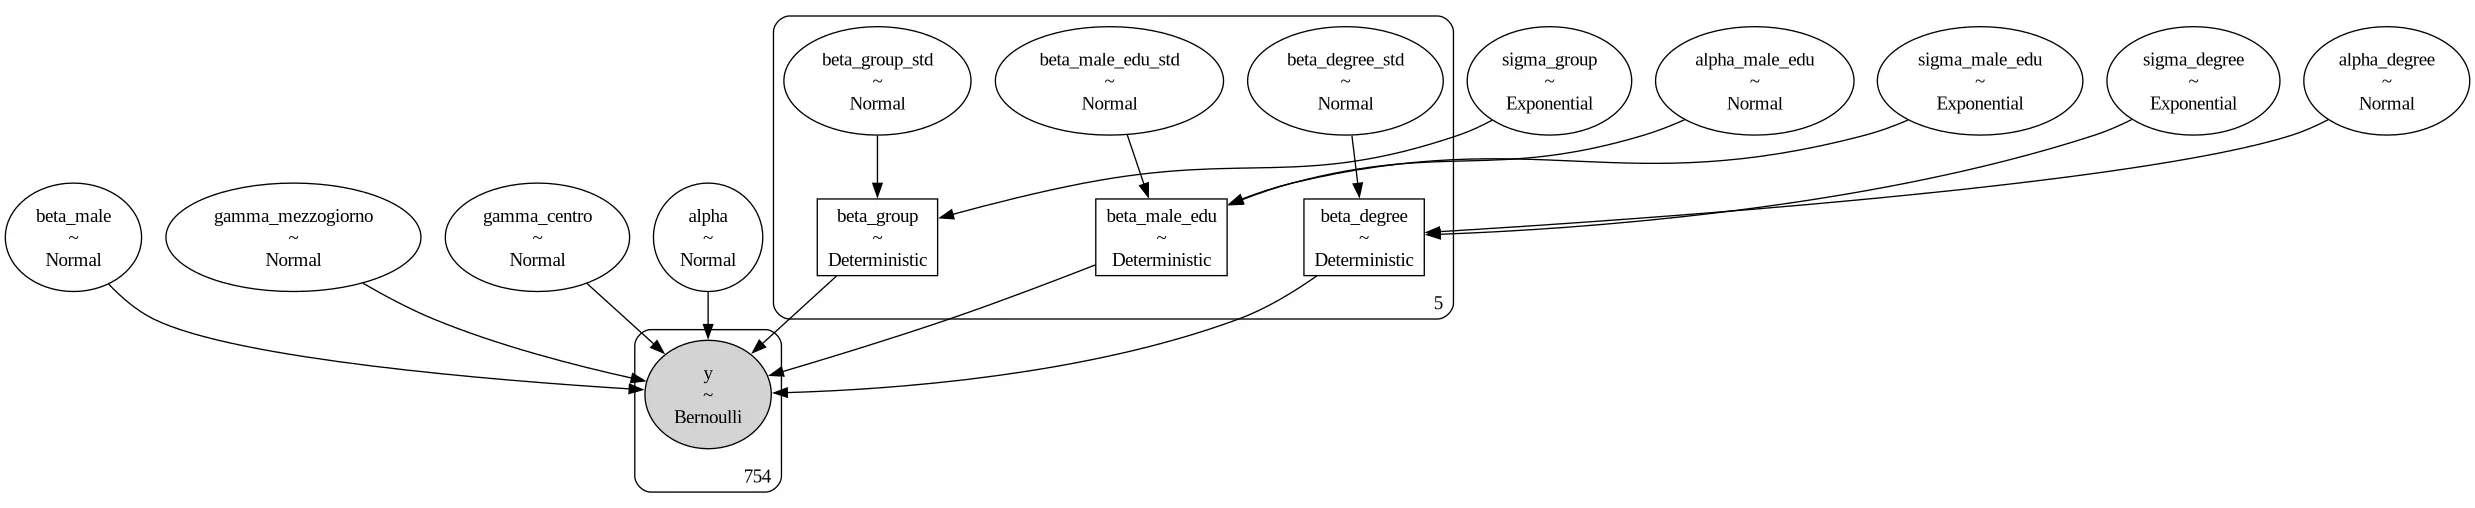 beta_group_std
~
Normal
beta_male_edu_std
~
Normal
beta_degree_std
~
Normal
sigma_group
~
Exponential
alpha_male_edu
~
Normal
sigma_male_edu
~
Exponential
sigma_degree
~
Exponential
alpha_degree
~
Normal
beta_male
~
Normal
gamma_mezzogiorno
~
Normal
gamma_centro
~
Normal
alpha
~
Normal
beta_group
~
Deterministic
beta_male_edu
~
Deterministic
beta_degree
~
Deterministic
5
y
~
Bernoulli
754